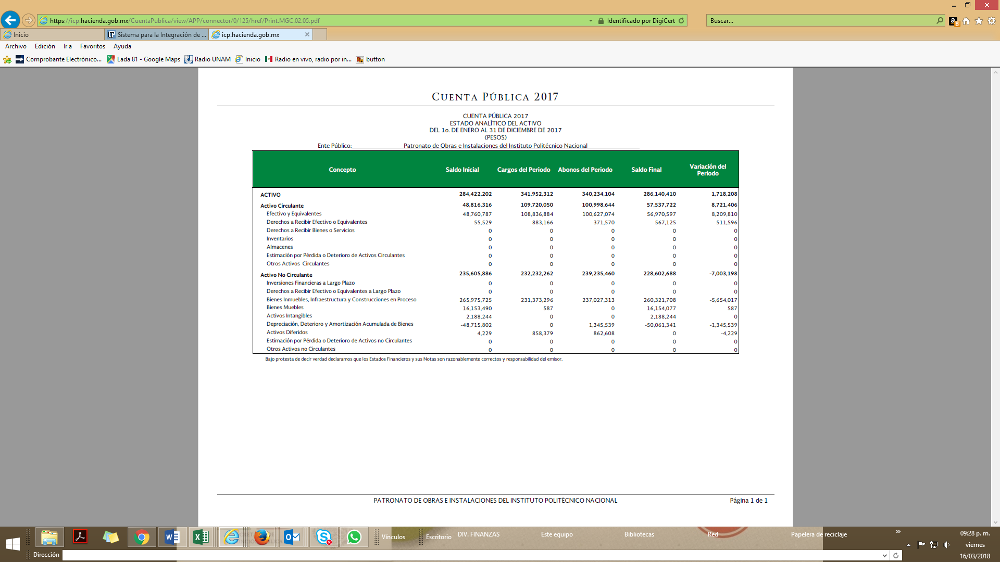 https://icp.hacienda.gob.mx/CuentaPublica/view/APP/connector/0/125/href/Print.MGC.02.05.pdf Identificado por DigiCert Buscar...
Inicio Sistema para la Integración de ... icp.hacienda.gob.mx
Archivo Edición Ir a Favoritos Ayuda
Comprobante Electrónico... Lada 81 - Google Maps Radio UNAM Inicio Radio en vivo, radio por in... button
CUENTA PÚBLICA 2017
CUENTA PÚBLICA 2017
ESTADO ANALÍTICO DEL ACTIVO
DEL 1o. DE ENERO AL 31 DE DICIEMBRE DE 2017
(PESOS)
Ente Público: Patronato de Obras e Instalaciones del Instituto Politécnico Nacional
Concepto Saldo Inicial Cargos del Periodo Abonos del Periodo Saldo Final Variación del Periodo
ACTIVO 284,422,202 341,952,312 340,234,104 286,140,410 1,718,208
Activo Circulante 48,816,316 109,720,050 100,998,644 57,537,722 8,721,406
Efectivo y Equivalentes 48,760,787 108,836,884 100,627,074 56,970,597 8,209,810
Derechos a Recibir Efectivo o Equivalentes 55,529 883,166 371,570 567,125 511,596
Derechos a Recibir Bienes o Servicios 0 0 0 0 0
Inventarios 0 0 0 0 0
Almacenes 0 0 0 0 0
Estimación por Pérdida o Deterioro de Activos Circulantes 0 0 0 0 0
Otros Activos Circulantes 0 0 0 0 0
Activo No Circulante 235,605,886 232,232,262 239,235,460 228,602,688 -7,003,198
Inversiones Financieras a Largo Plazo 0 0 0 0 0
Derechos a Recibir Efectivo o Equivalentes a Largo Plazo 0 0 0 0 0
Bienes Inmuebles, Infraestructura y Construcciones en Proceso 265,975,725 231,373,296 237,027,313 260,321,708 -5,654,017
Bienes Muebles 16,153,490 587 0 16,154,077 587
Activos Intangibles 2,188,244 0 0 2,188,244 0
Depreciación, Deterioro y Amortización Acumulada de Bienes -48,715,802 0 1,345,539 -50,061,341 -1,345,539
Activos Diferidos 4,229 858,379 862,608 0 -4,229
Estimación por Pérdida o Deterioro de Activos no Circulantes 0 0 0 0 0
Otros Activos no Circulantes 0 0 0 0 0
Bajo protesta de decir verdad declaramos que los Estados Financieros y sus Notas son razonablemente correctos y responsabilidad del emisor.
PATRONATO DE OBRAS E INSTALACIONES DEL INSTITUTO POLITÉCNICO NACIONAL Página 1 de 1
Vínculos Escritorio DIV. FINANZAS Este equipo Bibliotecas Red Papelera de reciclaje
09:28 p. m.
viernes
16/03/2018
Dirección